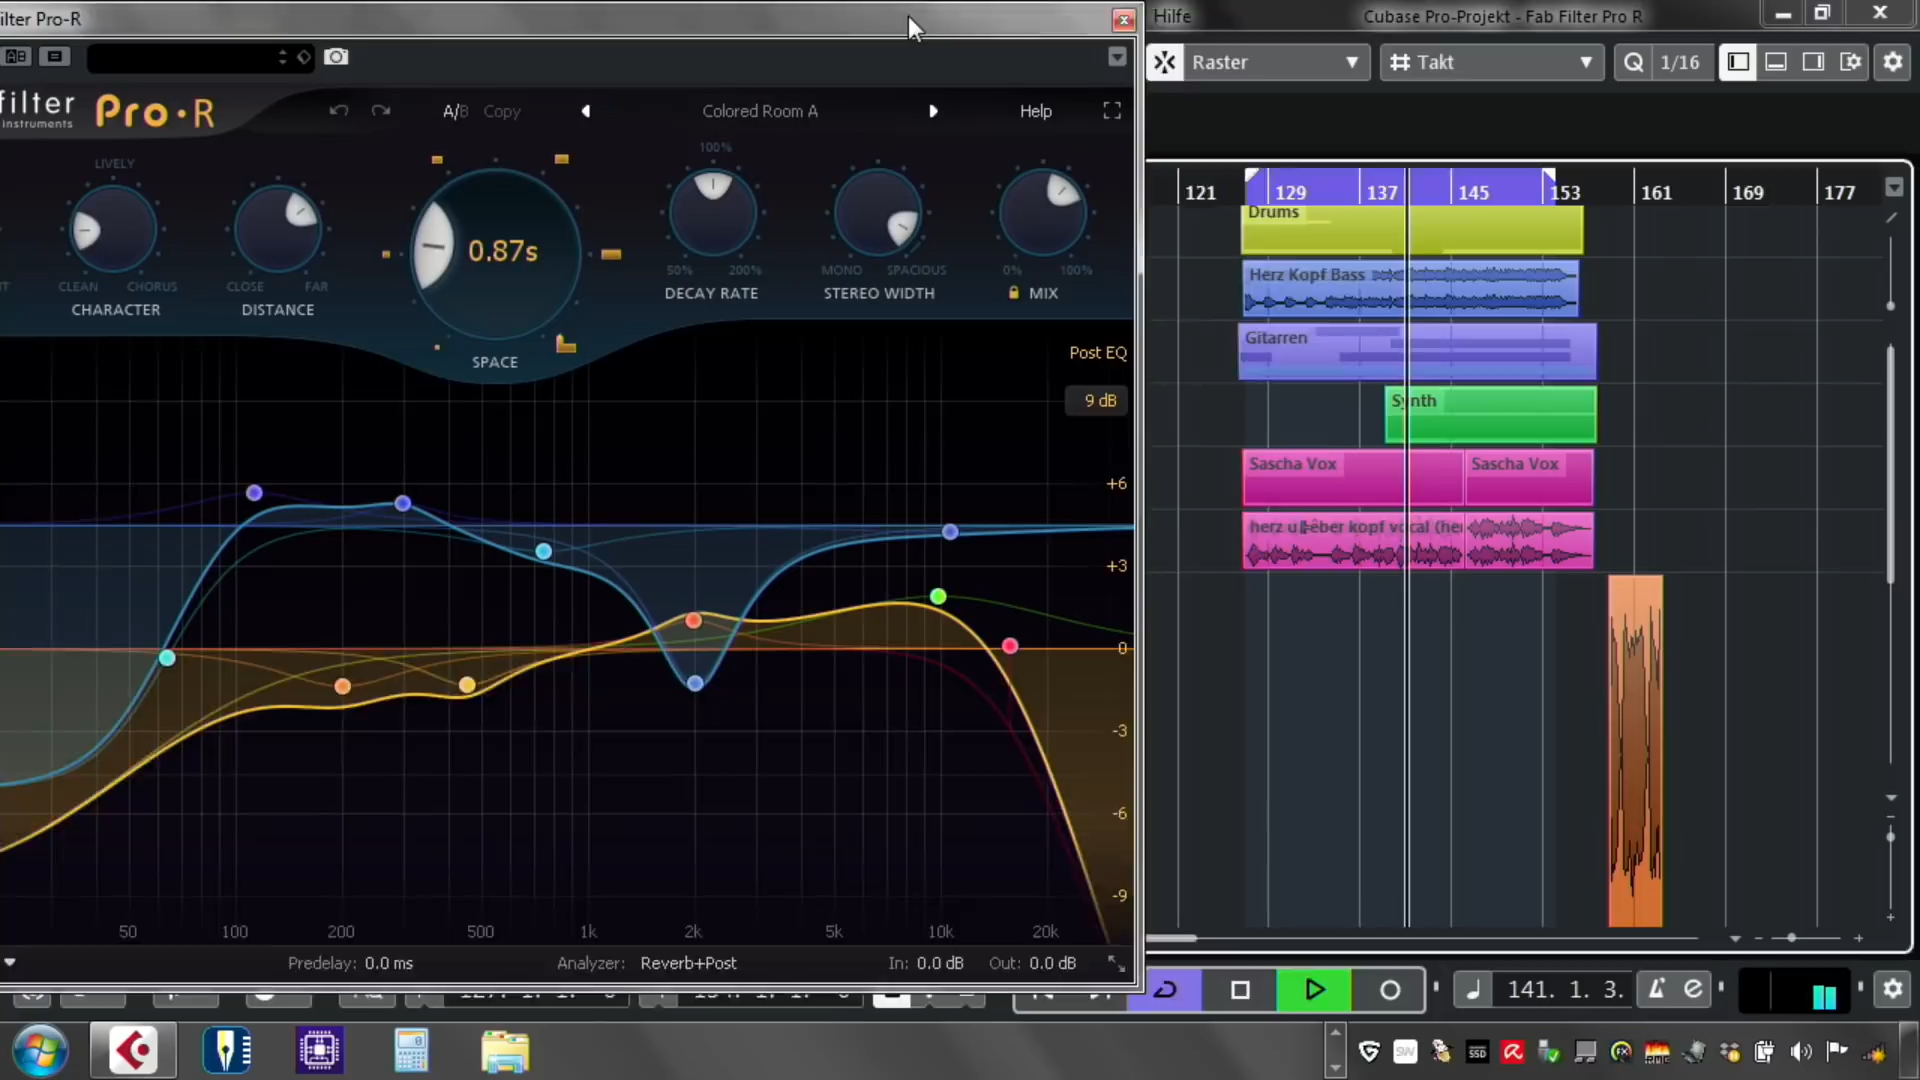 ilter Pro-R
Hilfe
Cubase Pro-Projekt - Fab Filter Pro R
Raster
Takt
Q 1/16
filter
instruments
Pro·R
A/B
Copy
Colored Room A
Help
LIVELY
CLEAN
CHORUS
CHARACTER
CLOSE
FAR
DISTANCE
0.87s
SPACE
100%
50%
200%
DECAY RATE
MONO
SPACIOUS
STEREO WIDTH
0%
100%
MIX
Post EQ
9 dB
+6
+3
0
-3
-6
-9
50
100
200
500
1k
2k
5k
10k
20k
Predelay: 0.0 ms
Analyzer: Reverb+Post
In: 0.0 dB
Out: 0.0 dB
121
129
137
145
153
161
169
177
Drums
Herz Kopf Bass
Gitarren
Synth
Sascha Vox
Sascha Vox
141. 1. 3.
SW
SSD
FX